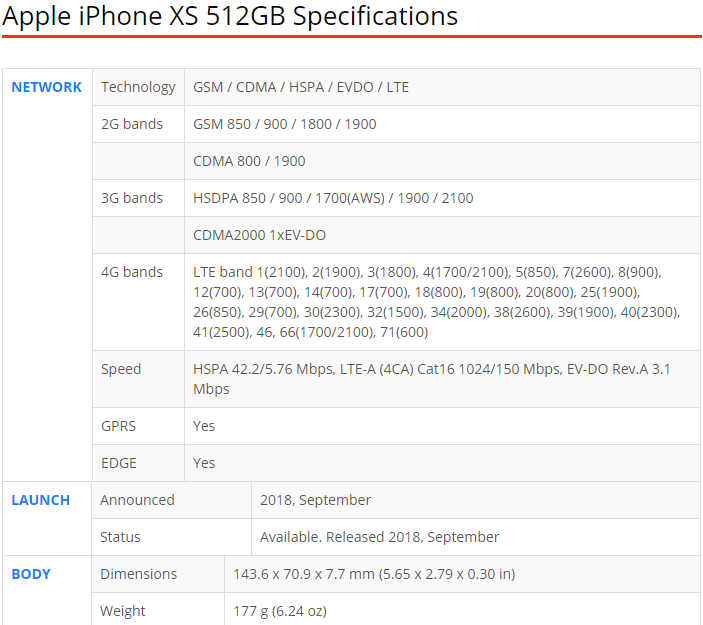 Apple iPhone XS 512GB Specifications
NETWORK Technology GSM / CDMA / HSPA / EVDO / LTE
2G bands GSM 850 / 900 / 1800 / 1900
CDMA 800 / 1900
3G bands HSDPA 850 / 900 / 1700(AWS) / 1900 / 2100
CDMA2000 1xEV-DO
4G bands LTE band 1(2100), 2(1900), 3(1800), 4(1700/2100), 5(850), 7(2600), 8(900),
12(700), 13(700), 14(700), 17(700), 18(800), 19(800), 20(800), 25(1900),
26(850), 29(700), 30(2300), 32(1500), 34(2000), 38(2600), 39(1900), 40(2300),
41(2500), 46, 66(1700/2100), 71(600)
Speed HSPA 42.2/5.76 Mbps, LTE-A (4CA) Cat16 1024/150 Mbps, EV-DO Rev.A 3.1
Mbps
GPRS Yes
EDGE Yes
LAUNCH Announced 2018, September
Status Available. Released 2018, September
BODY Dimensions 143.6 x 70.9 x 7.7 mm (5.65 x 2.79 x 0.30 in)
Weight 177 g (6.24 oz)